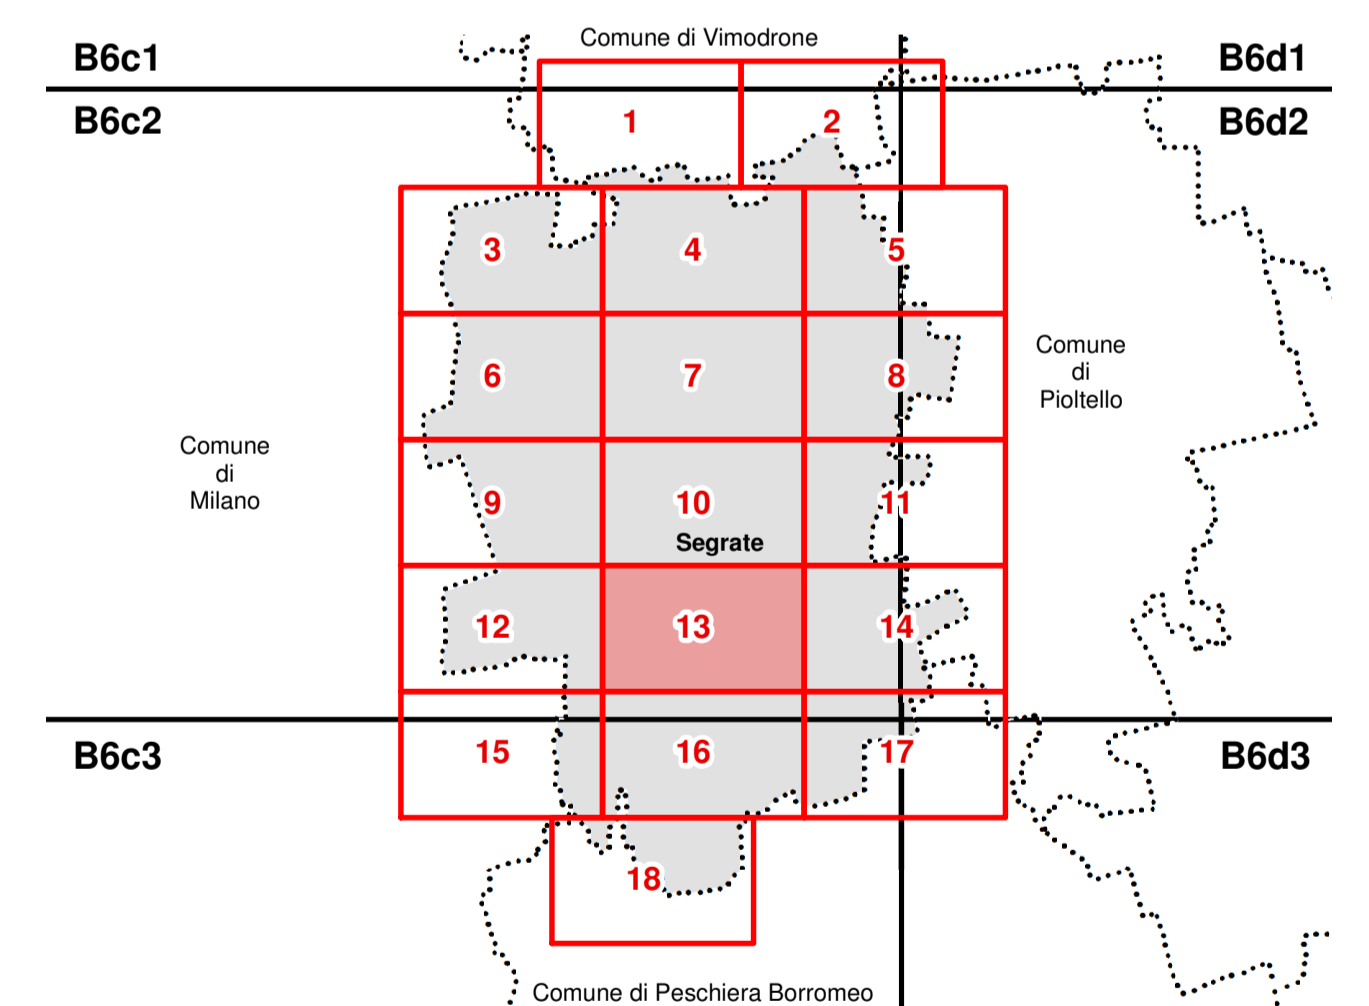 Comune di Vimodrone
B6c1
B6d1
B6c2
1
2
B6d2
3
4
5
6
7
8
Comune
di
Pioltello
Comune
di
Milano
9
10
11
Segrate
12
13
14
B6c3
15
16
17
B6d3
18
Comune di Peschiera Borromeo